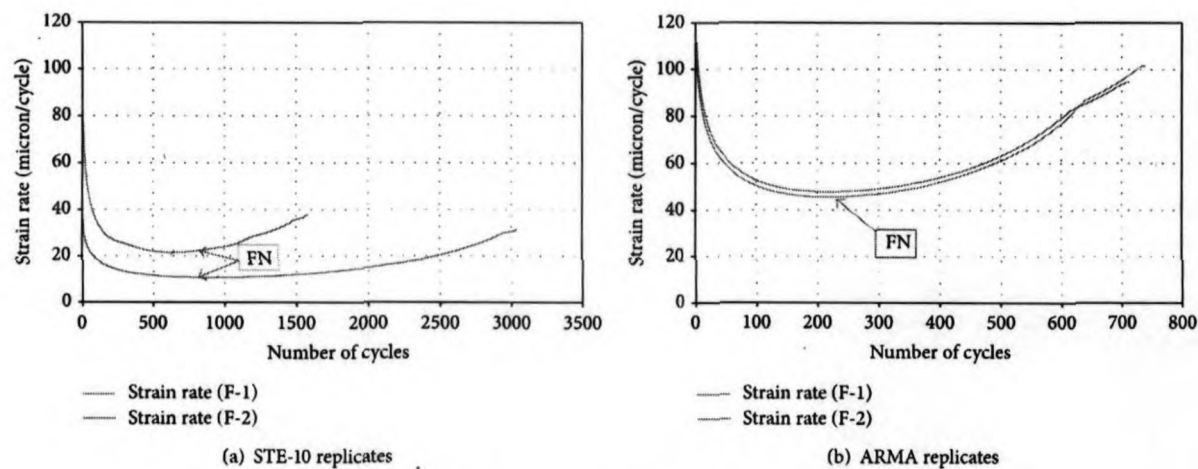 120
100
80
60
40
20
0
Strain rate (micron/cycle)
FN
0 500 1000 1500 2000 2500 3000 3500
Number of cycles
Strain rate (F-1)
Strain rate (F-2)
(a) STE-10 replicates
120
100
80
60
40
20
0
Strain rate (micron/cycle)
FN
0 100 200 300 400 500 600 700 800
Number of cycles
Strain rate (F-1)
Strain rate (F-2)
(b) ARMA replicates